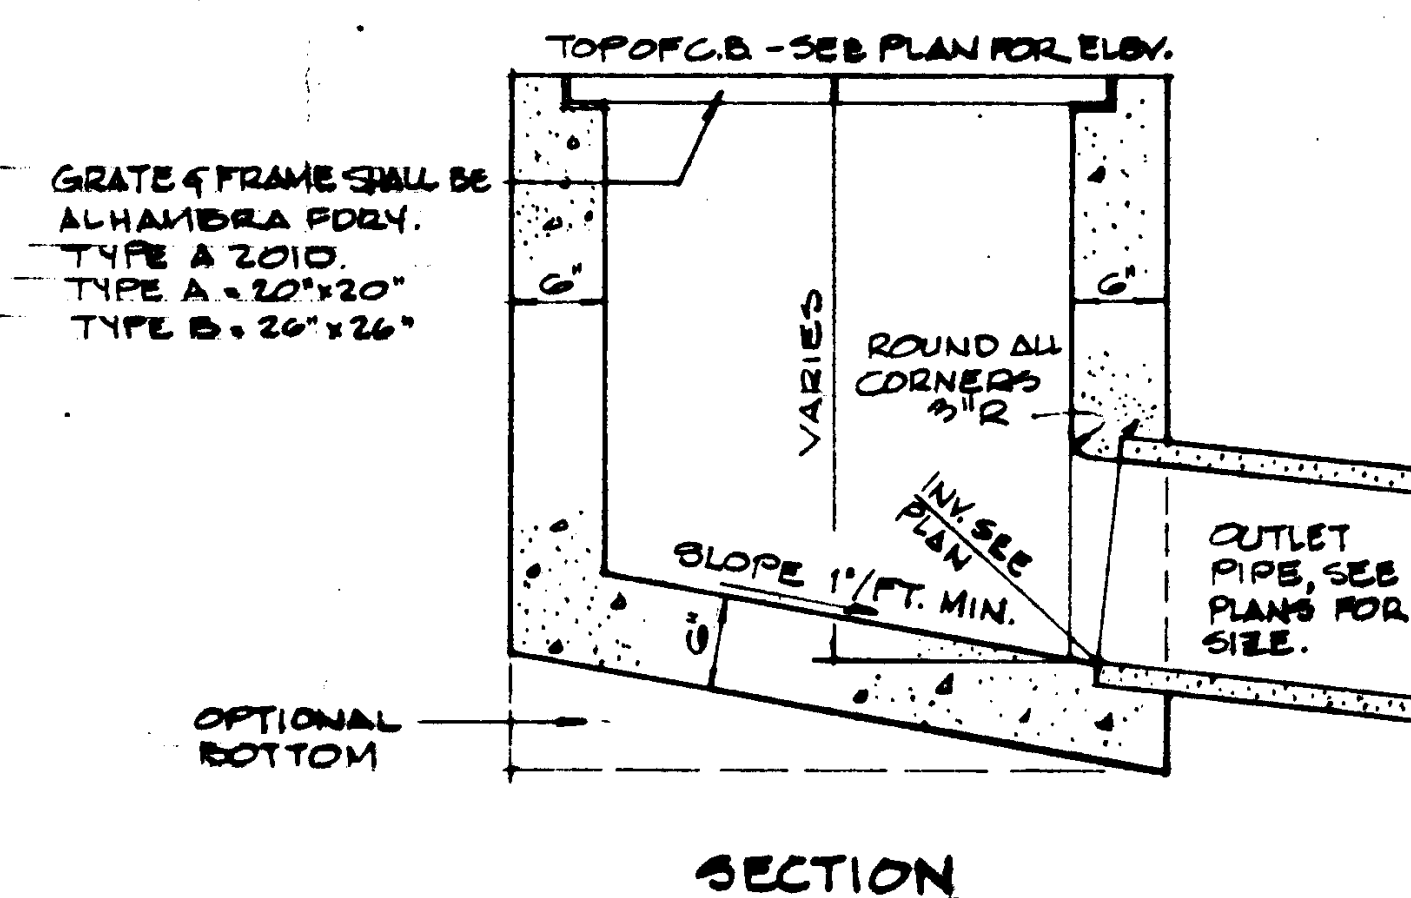 TOP OF C.B. - SEE PLAN FOR ELEV.
GRATE & FRAME SHALL BE
ALHAMBRA FDRY.
TYPE A 2010.
TYPE A = 20"x20"
TYPE B = 26"x26"
6"
6"
VARIES
ROUND ALL
CORNERS
3"R
INV. SEE
PLAN
SLOPE 1"/FT. MIN.
6"
OUTLET
PIPE, SEE
PLANS FOR
SIZE.
OPTIONAL
BOTTOM
SECTION